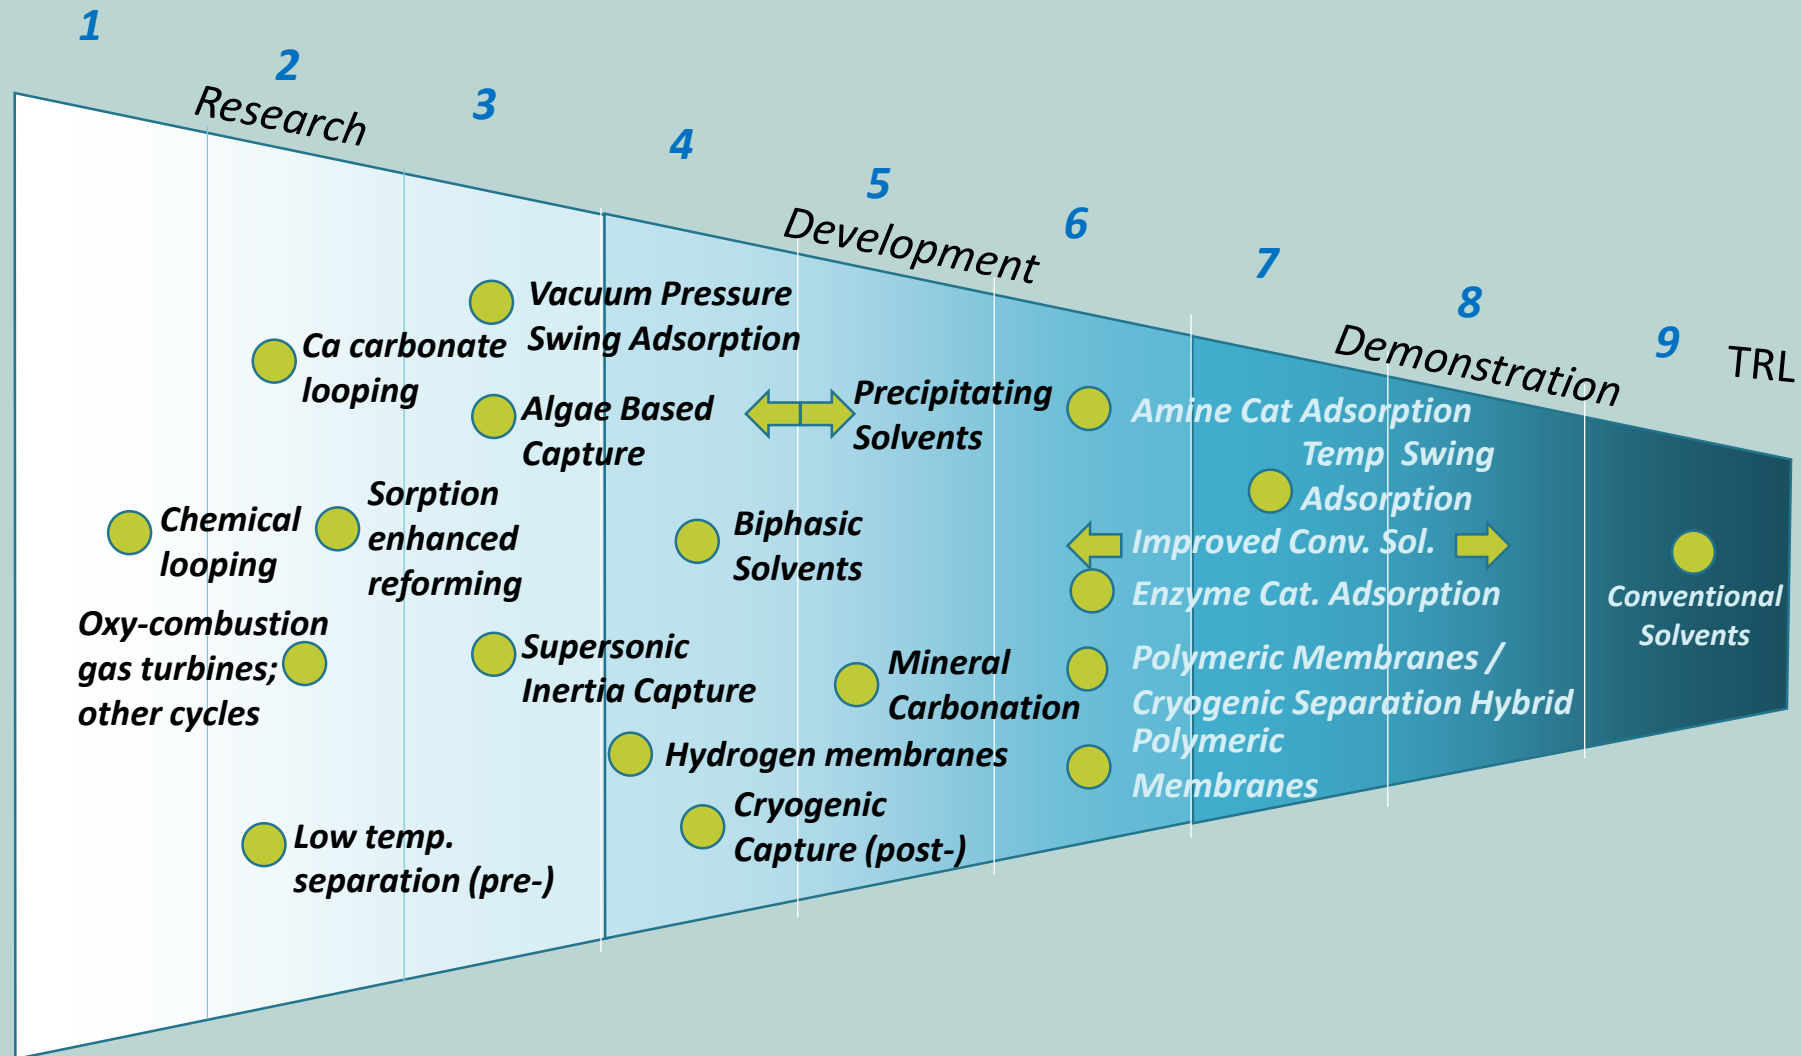 1
2
3
4
5
6
7
8
9
TRL
Research
Development
Demonstration
Vacuum Pressure
Swing Adsorption
Ca carbonate
looping
Algae Based
Capture
Precipitating
Solvents
Amine Cat Adsorption
Temp Swing
Adsorption
Chemical
looping
Sorption
enhanced
reforming
Biphasic
Solvents
Improved Conv. Sol.
Enzyme Cat. Adsorption
Conventional
Solvents
Oxy-combustion
gas turbines;
other cycles
Supersonic
Inertia Capture
Mineral
Carbonation
Polymeric Membranes /
Cryogenic Separation Hybrid
Hydrogen membranes
Polymeric
Membranes
Cryogenic
Capture (post-)
Low temp.
separation (pre-)